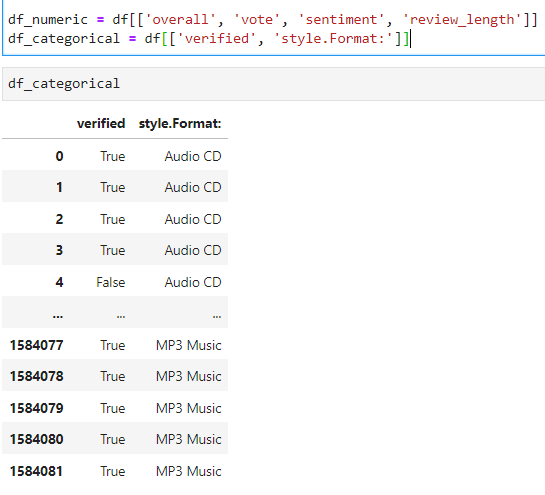 df_numeric = df[['overall', 'vote', 'sentiment', 'review_length']]
df_categorical = df[['verified', 'style.Format:']]
df_categorical
verified style.Format:
0 True Audio CD
1 True Audio CD
2 True Audio CD
3 True Audio CD
4 False Audio CD
... ... ...
1584077 True MP3 Music
1584078 True MP3 Music
1584079 True MP3 Music
1584080 True MP3 Music
1584081 True MP3 Music